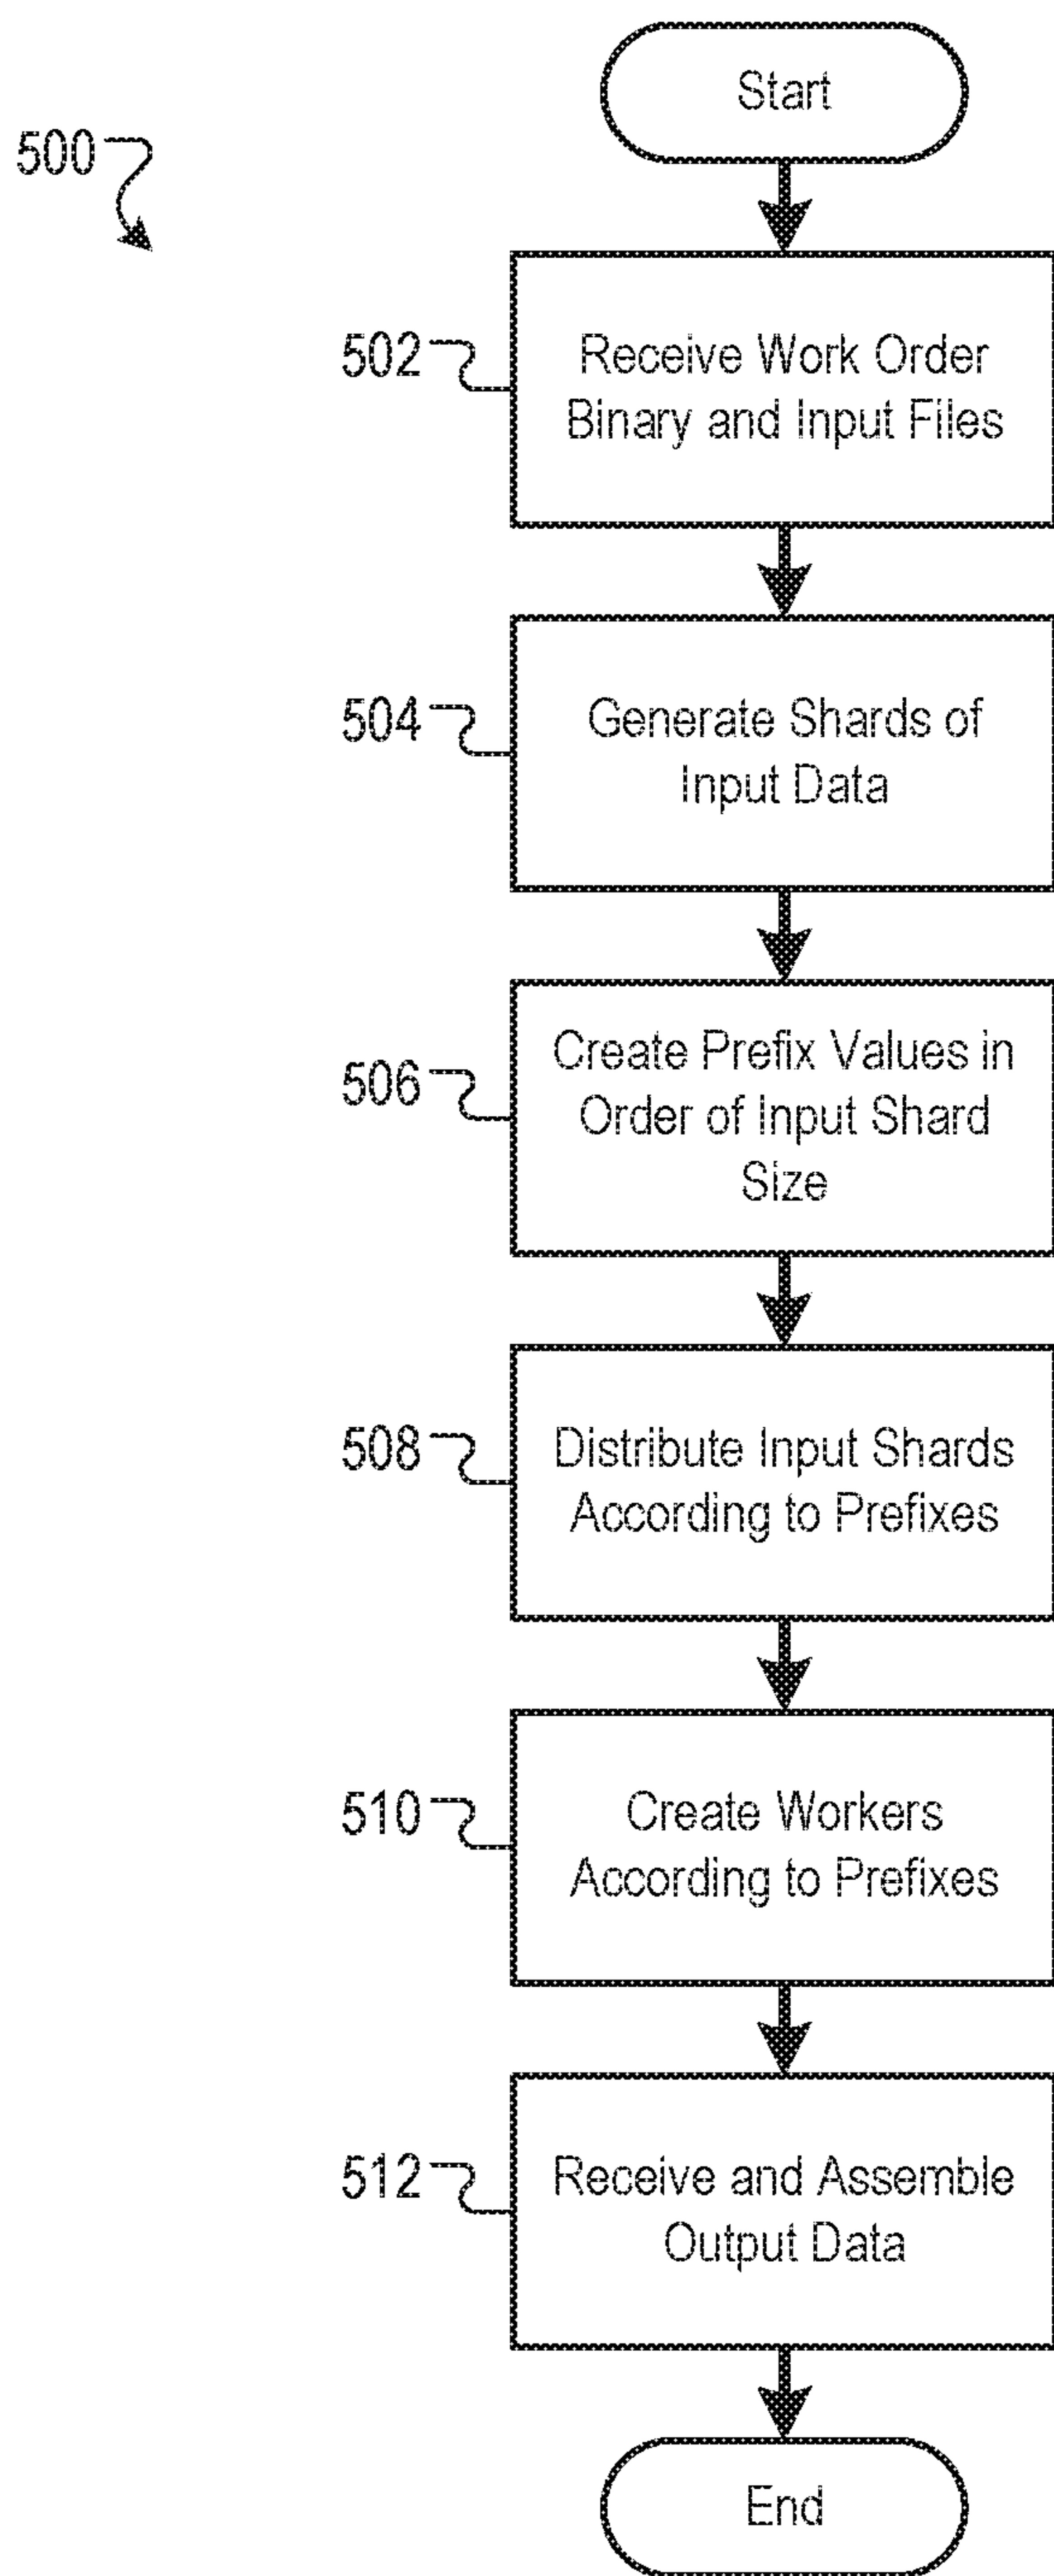 Start
500
502
Receive Work Order
Binary and Input Files
504
Generate Shards of
Input Data
506
Create Prefix Values in
Order of Input Shard
Size
508
Distribute Input Shards
According to Prefixes
510
Create Workers
According to Prefixes
512
Receive and Assemble
Output Data
End